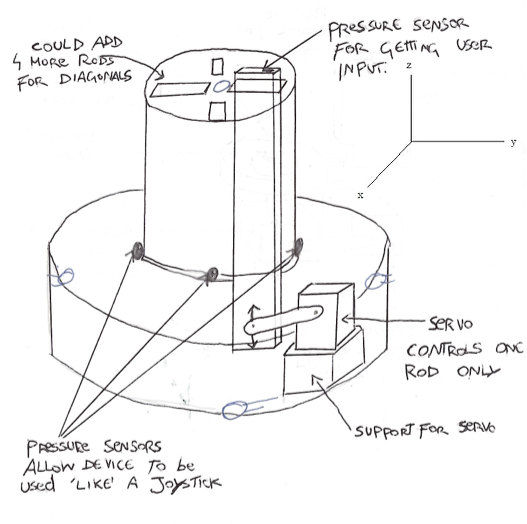 COULD ADD
4 MORE RODS
FOR DIAGONALS
PRESSURE SENSOR
FOR GETTING USER
INPUT.
z
y
x
SERVO
CONTROLS ONE
ROD ONLY
SUPPORT FOR SERVO
PRESSURE SENSORS
ALLOW DEVICE TO be
used 'LIKE' A JOYSTICK